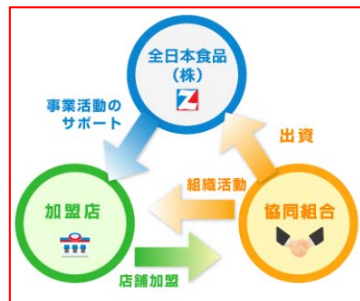 全日本食品
(株)
事業活動の
サポート
出資
組織活動
加盟店
協同組合
店舗加盟